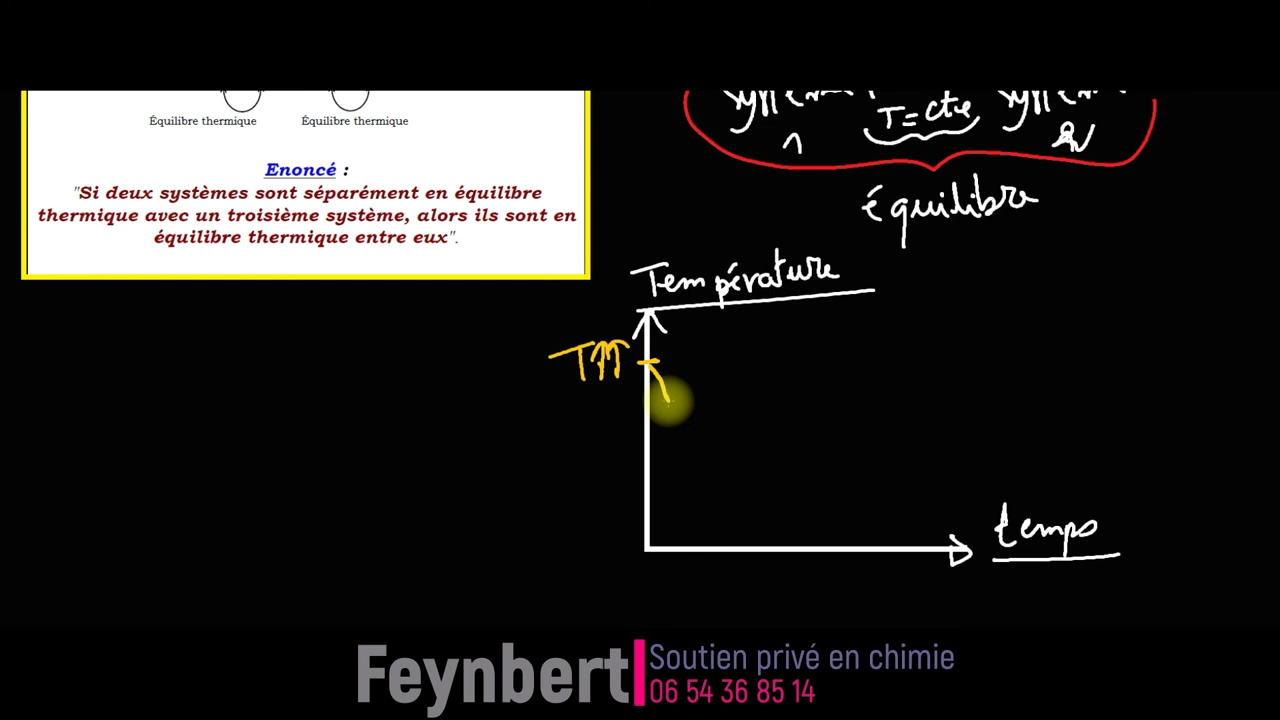 Équilibre thermique
Équilibre thermique
Enoncé :
"Si deux systèmes sont séparément en équilibre
thermique avec un troisième système, alors ils sont en
équilibre thermique entre eux".
T=cte
Équilibre
Température
T↑↑
temps
Feynbert
Soutien privé en chimie
06 54 36 85 14